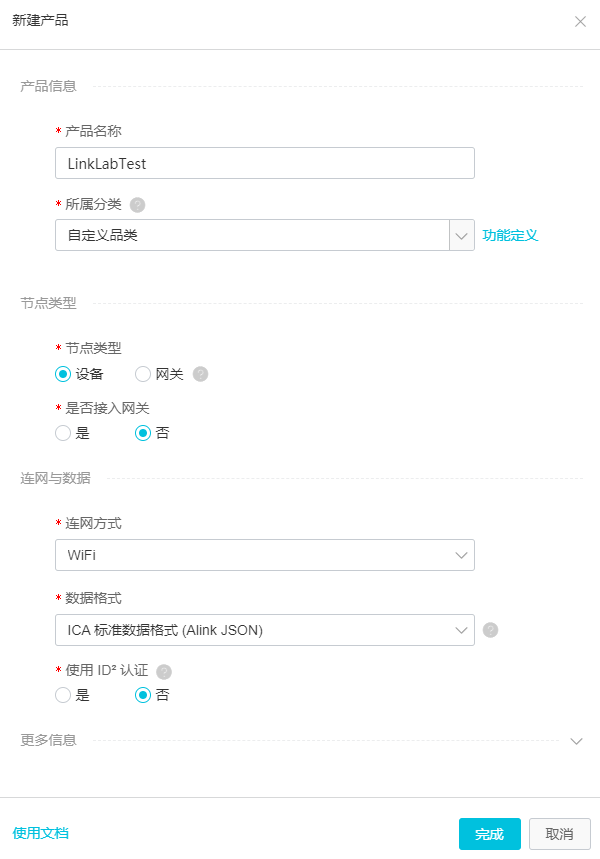 新建产品
产品信息
* 产品名称
LinkLabTest
* 所属分类 ?
自定义品类 功能定义
节点类型
* 节点类型
设备 网关 ?
* 是否接入网关
是 否
连网与数据
* 连网方式
WiFi
* 数据格式
ICA 标准数据格式 (Alink JSON) ?
* 使用 ID² 认证 ?
是 否
更多信息
使用文档 完成 取消